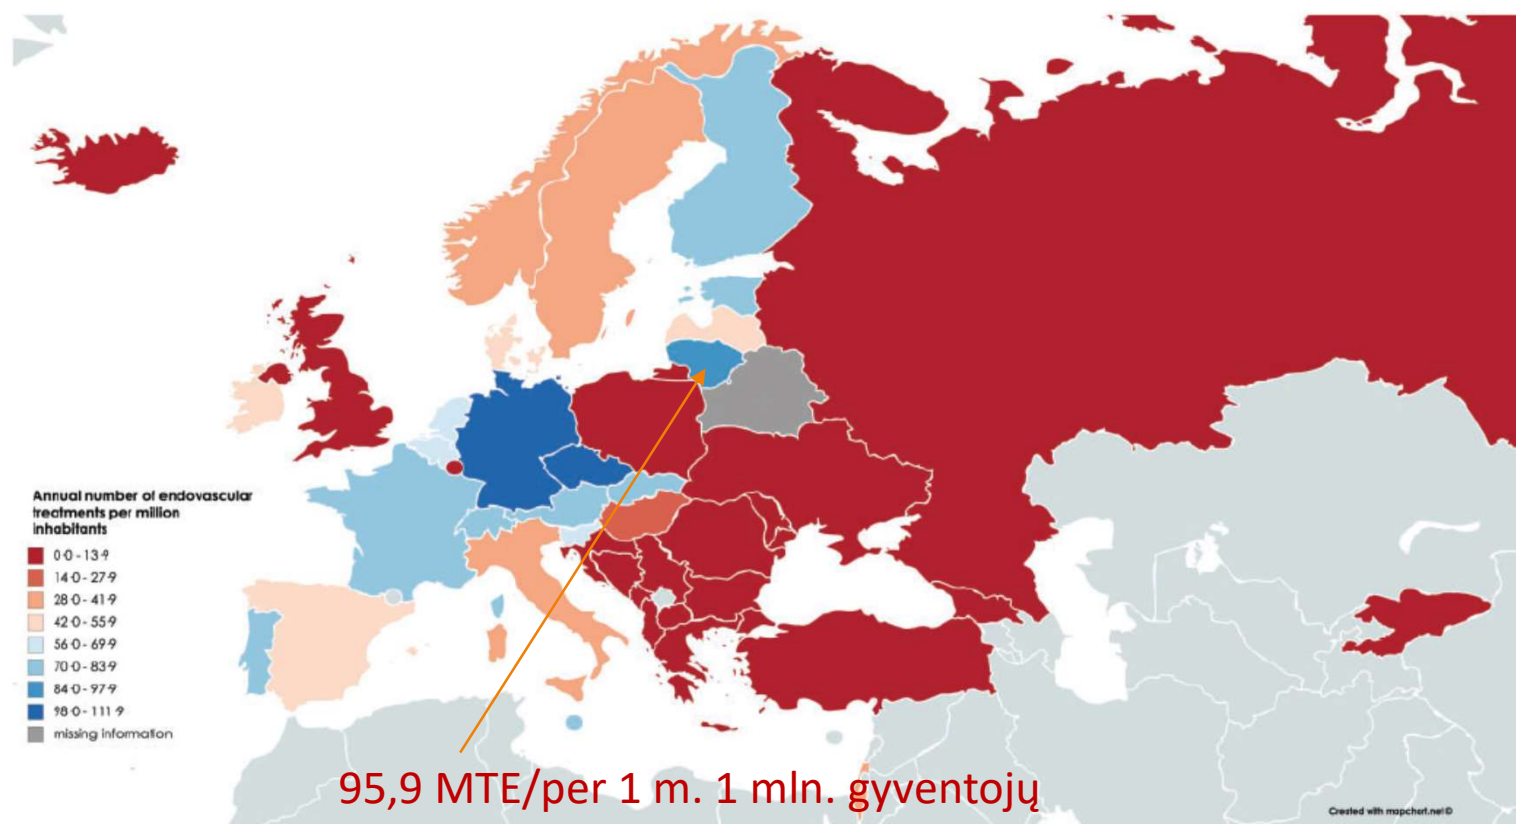 Annual number of endovascular
treatments per million
inhabitants
0·0 - 13·9
14·0 - 27·9
28·0 - 41·9
42·0 - 55·9
56·0 - 69·9
70·0 - 83·9
84·0 - 97·9
98·0 - 111·9
missing information
95,9 MTE/per 1 m. 1 mln. gyventojų
Created with mapchart.net ©